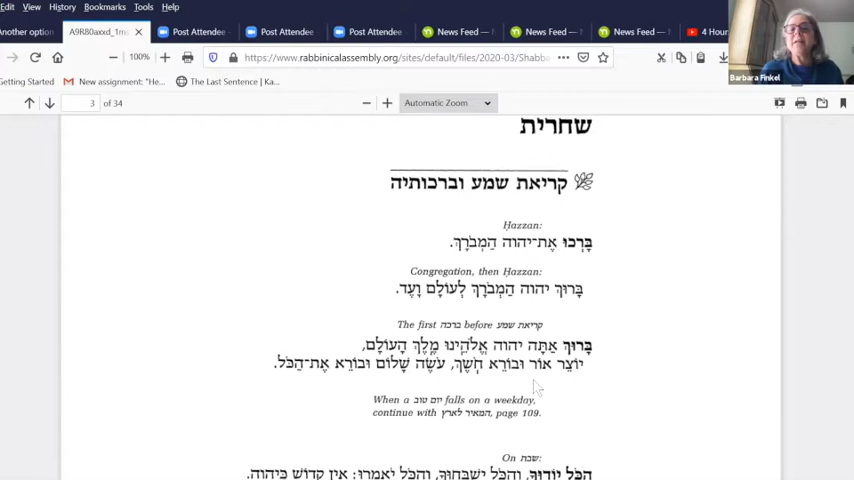 Edit View History Bookmarks Tools Help
Another option
A9R80axxd_1ms
Post Attendee -
Post Attendee -
Post Attendee -
News Feed —
News Feed —
News Feed —
4 Hour
100%
https://www.rabbinicalassembly.org/sites/default/files/2020-03/Shabb
Getting Started
New assignment: "He...
The Last Sentence | Ka...
3 of 34
Automatic Zoom
Barbara Finkel
שחרית
קריאת שמע וברכותיה
Ḥazzan:
בָּרְכוּ אֶת־יהוה הַמְבֹרָךְ.
Congregation, then Ḥazzan:
בָּרוּךְ יהוה הַמְבֹרָךְ לְעוֹלָם וָעֶד.
The first ברכה before קריאת שמע
בָּרוּךְ אַתָּה יהוה אֱלֹהֵֽינוּ מֶֽלֶךְ הָעוֹלָם,
יוֹצֵר אוֹר וּבוֹרֵא חֹֽשֶׁךְ, עֹשֶׂה שָׁלוֹם וּבוֹרֵא אֶת־הַכֹּל.
When a יום טוב falls on a weekday,
continue with המאיר לארץ, page 109.
On שבת:
הַכֹּל יוֹדֽוּךָ, וְהַכֹּל יְשַׁבְּחֽוּךָ, וְהַכֹּל יֹאמְרוּ: אֵין קָדוֹשׁ כַּיהוה.